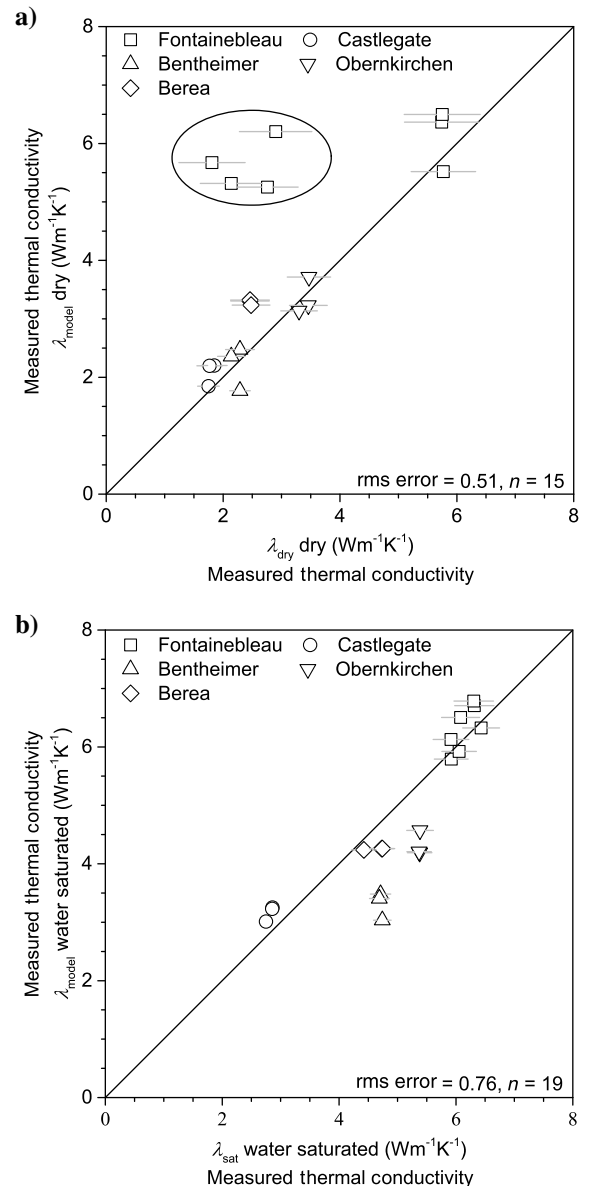 a)
8
6
4
2
0
Measured thermal conductivity
λmodel dry (Wm⁻¹K⁻¹)
Fontainebleau Castlegate
Bentheimer Obernkirchen
Berea
rms error = 0.51, n = 15
0 2 4 6 8
λdry dry (Wm⁻¹K⁻¹)
Measured thermal conductivity
b)
8
6
4
2
0
Measured thermal conductivity
λmodel water saturated (Wm⁻¹K⁻¹)
Fontainebleau Castlegate
Bentheimer Obernkirchen
Berea
rms error = 0.76, n = 19
0 2 4 6 8
λsat water saturated (Wm⁻¹K⁻¹)
Measured thermal conductivity